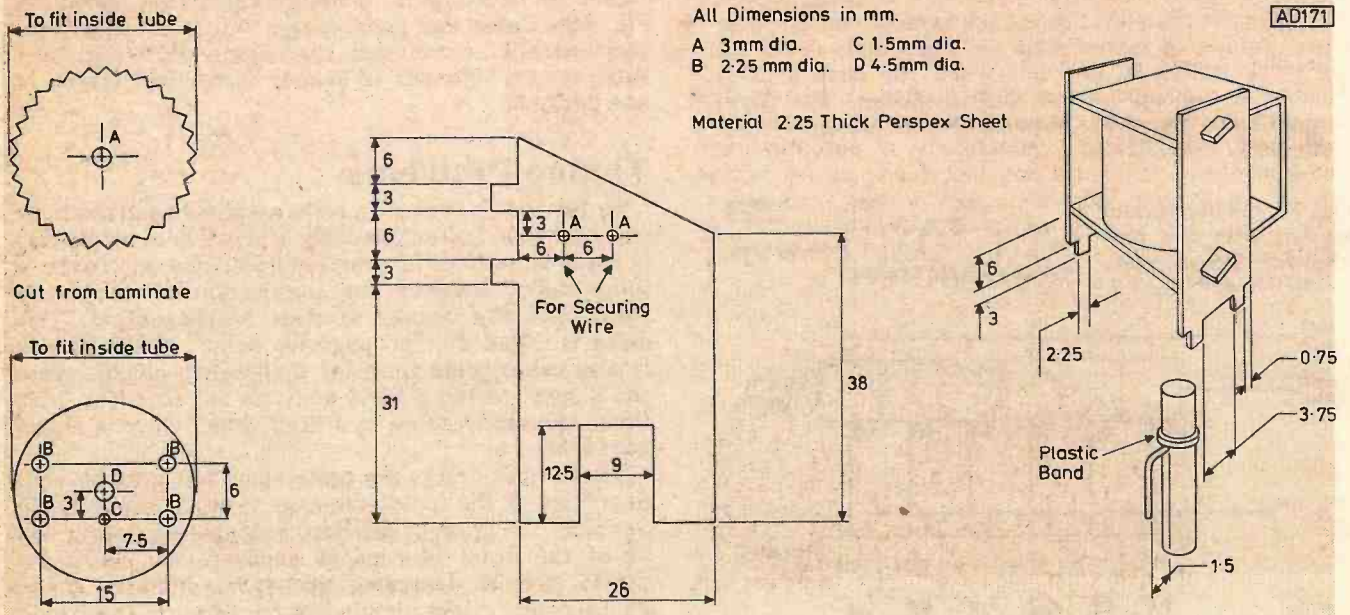 To fit inside tube
A
Cut from Laminate
To fit inside tube
B
B
D
B
C
B
3
6
7·5
15
6
3
6
3
31
3
A
A
6
6
For Securing
Wire
12·5
9
38
26
All Dimensions in mm.
A 3mm dia. C 1·5mm dia.
B 2·25 mm dia. D 4·5mm dia.
Material 2·25 Thick Perspex Sheet
AD171
6
3
2·25
0·75
3·75
Plastic
Band
1·5